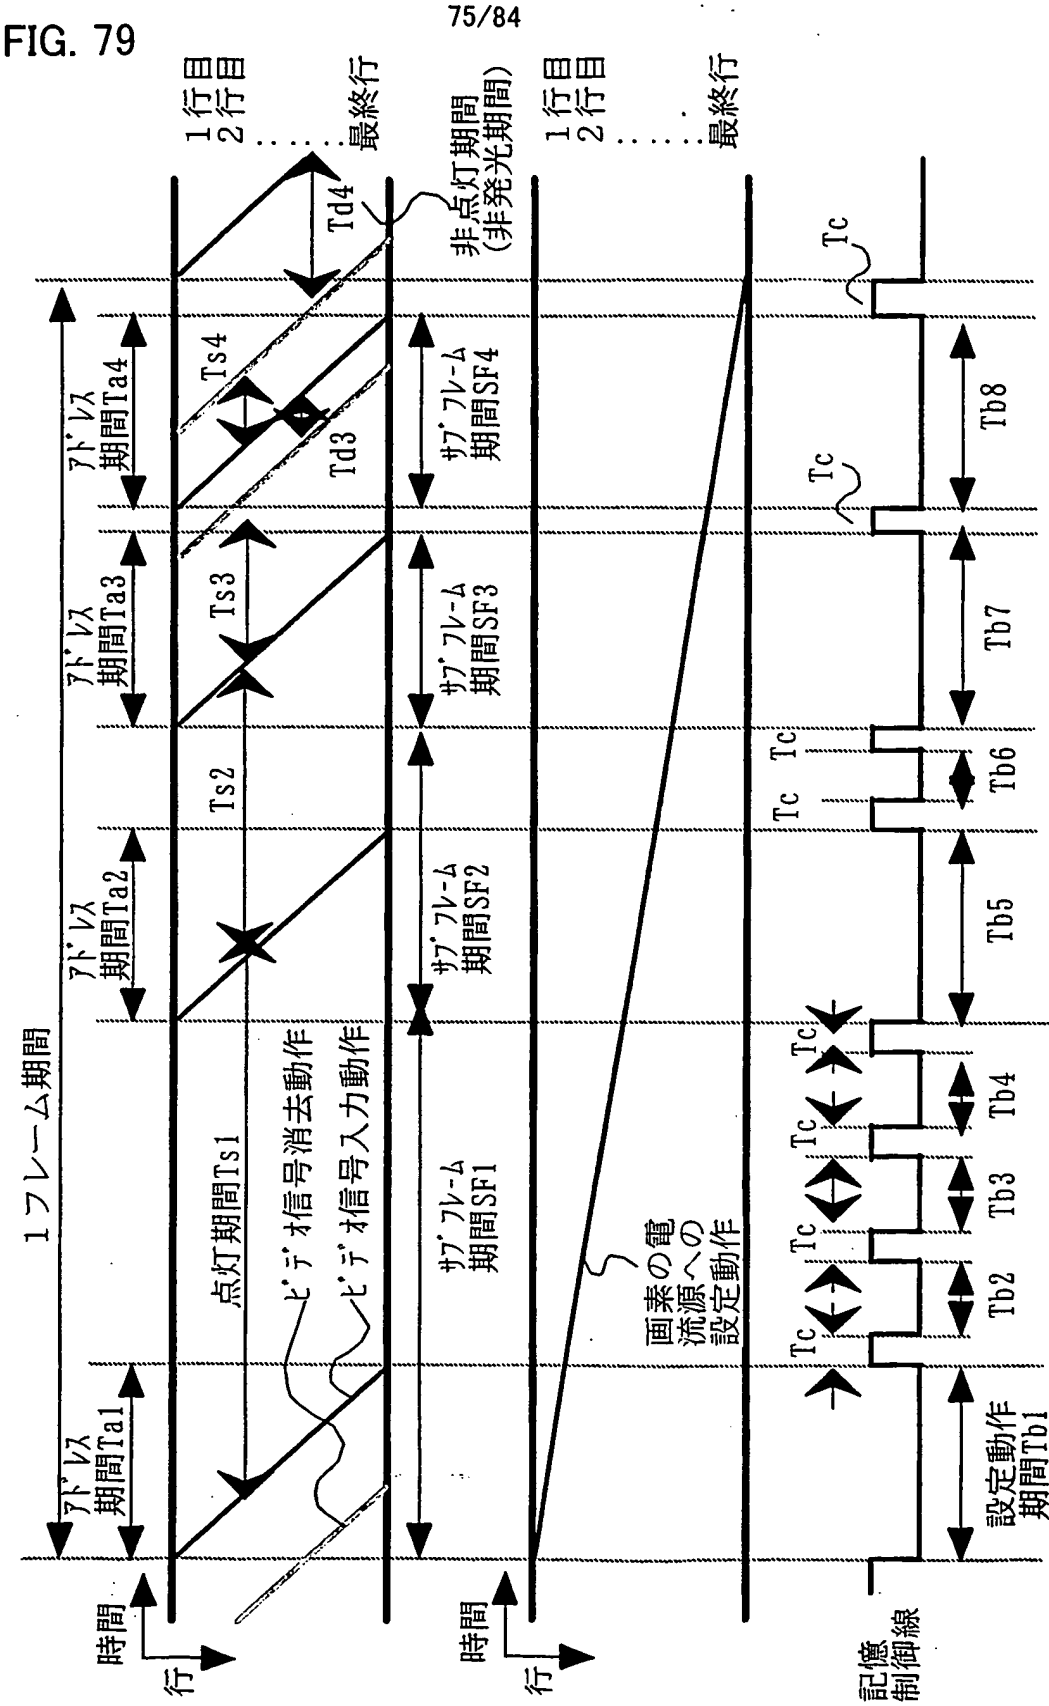 75/84
FIG. 79
1フレーム期間
アドレス
期間Ta1
アドレス
期間Ta2
アドレス
期間Ta3
アドレス
期間Ta4
時間
行
1行目
2行目
......
最終行
点灯期間Ts1
Ts2
Ts3
Ts4
Td3
Td4
ビデオ信号消去動作
ビデオ信号入力動作
非点灯期間
(非発光期間)
サブフレーム
期間SF1
サブフレーム
期間SF2
サブフレーム
期間SF3
サブフレーム
期間SF4
時間
行
1行目
2行目
......
最終行
画素の電
流源への
設定動作
記憶
制御線
Tc
Tc
Tc
Tc
Tc
Tc
Tc
Tc
設定動作
期間Tb1
Tb2
Tb3
Tb4
Tb5
Tb6
Tb7
Tb8